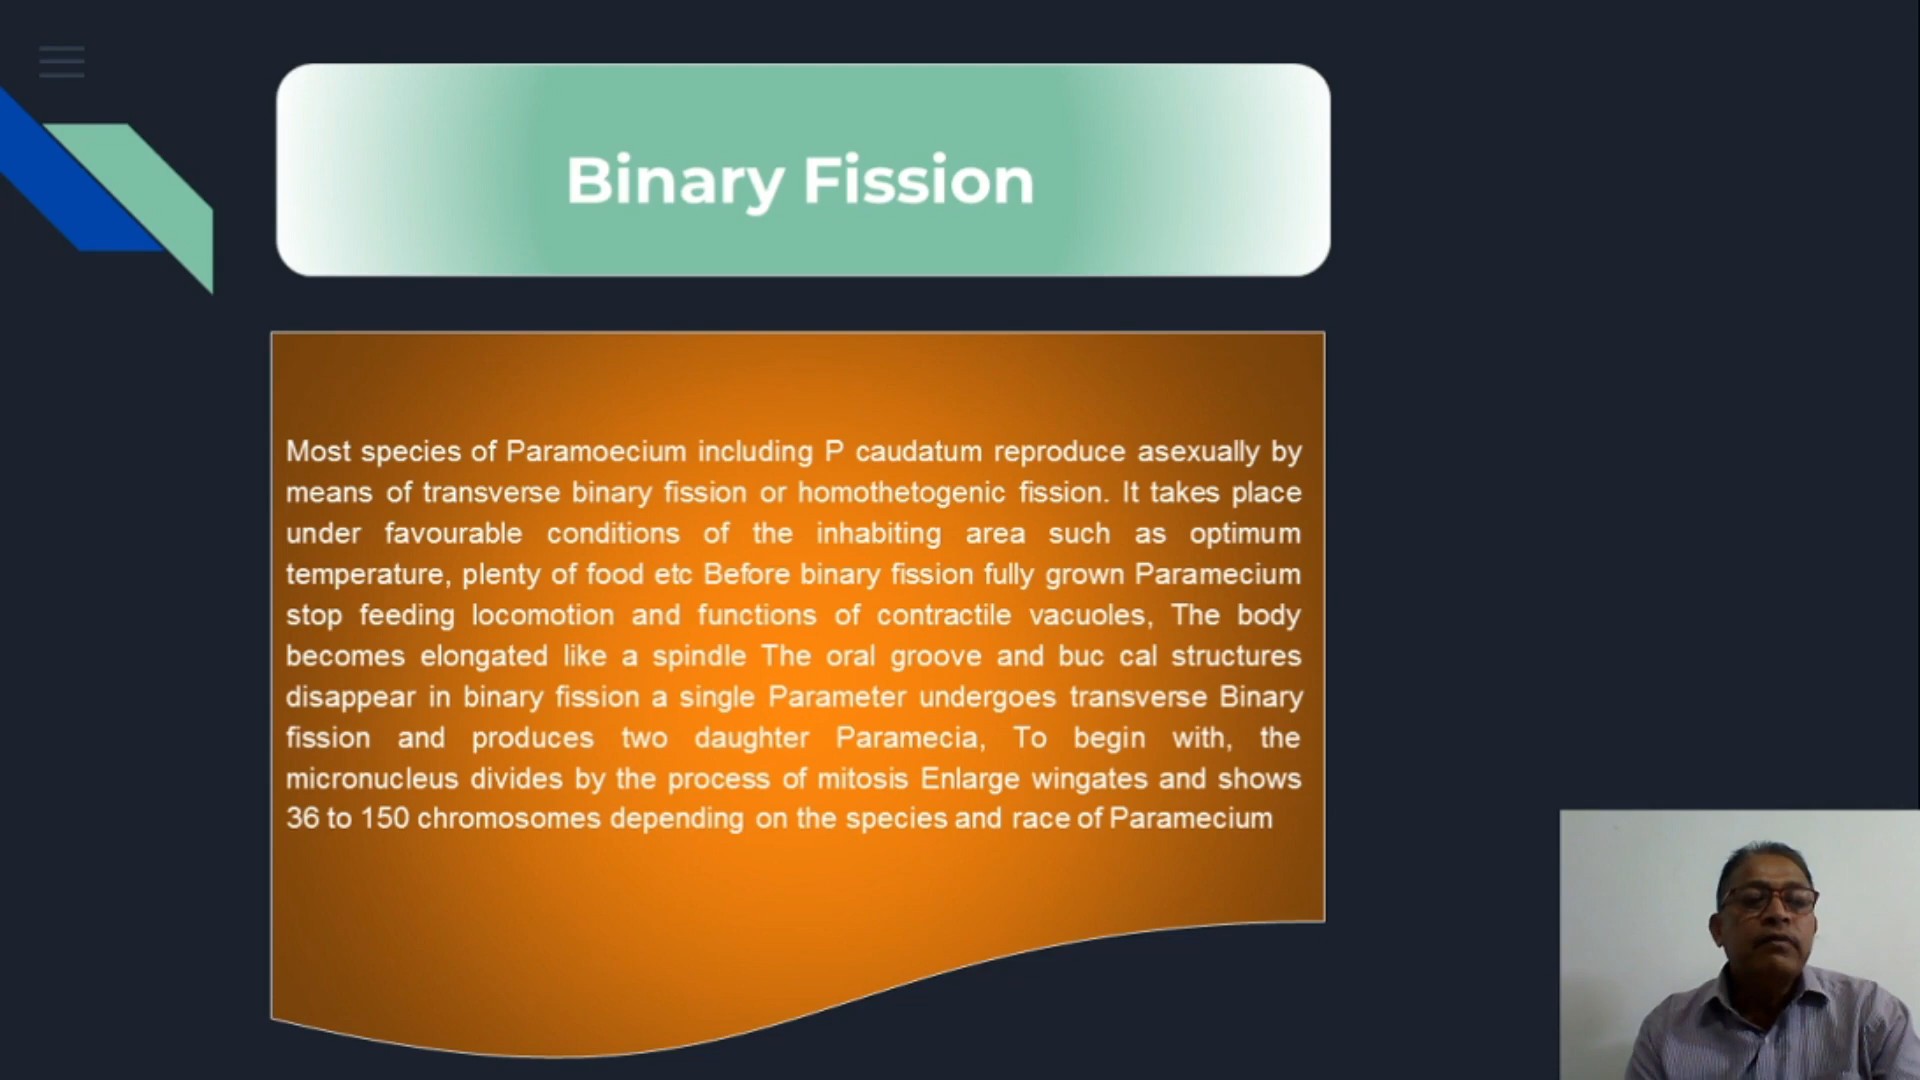 Binary Fission
Most species of Paramoecium including P caudatum reproduce asexually by
means of transverse binary fission or homothetogenic fission. It takes place
under favourable conditions of the inhabiting area such as optimum
temperature, plenty of food etc Before binary fission fully grown Paramecium
stop feeding locomotion and functions of contractile vacuoles, The body
becomes elongated like a spindle The oral groove and buc cal structures
disappear in binary fission a single Parameter undergoes transverse Binary
fission and produces two daughter Paramecia, To begin with, the
micronucleus divides by the process of mitosis Enlarge wingates and shows
36 to 150 chromosomes depending on the species and race of Paramecium